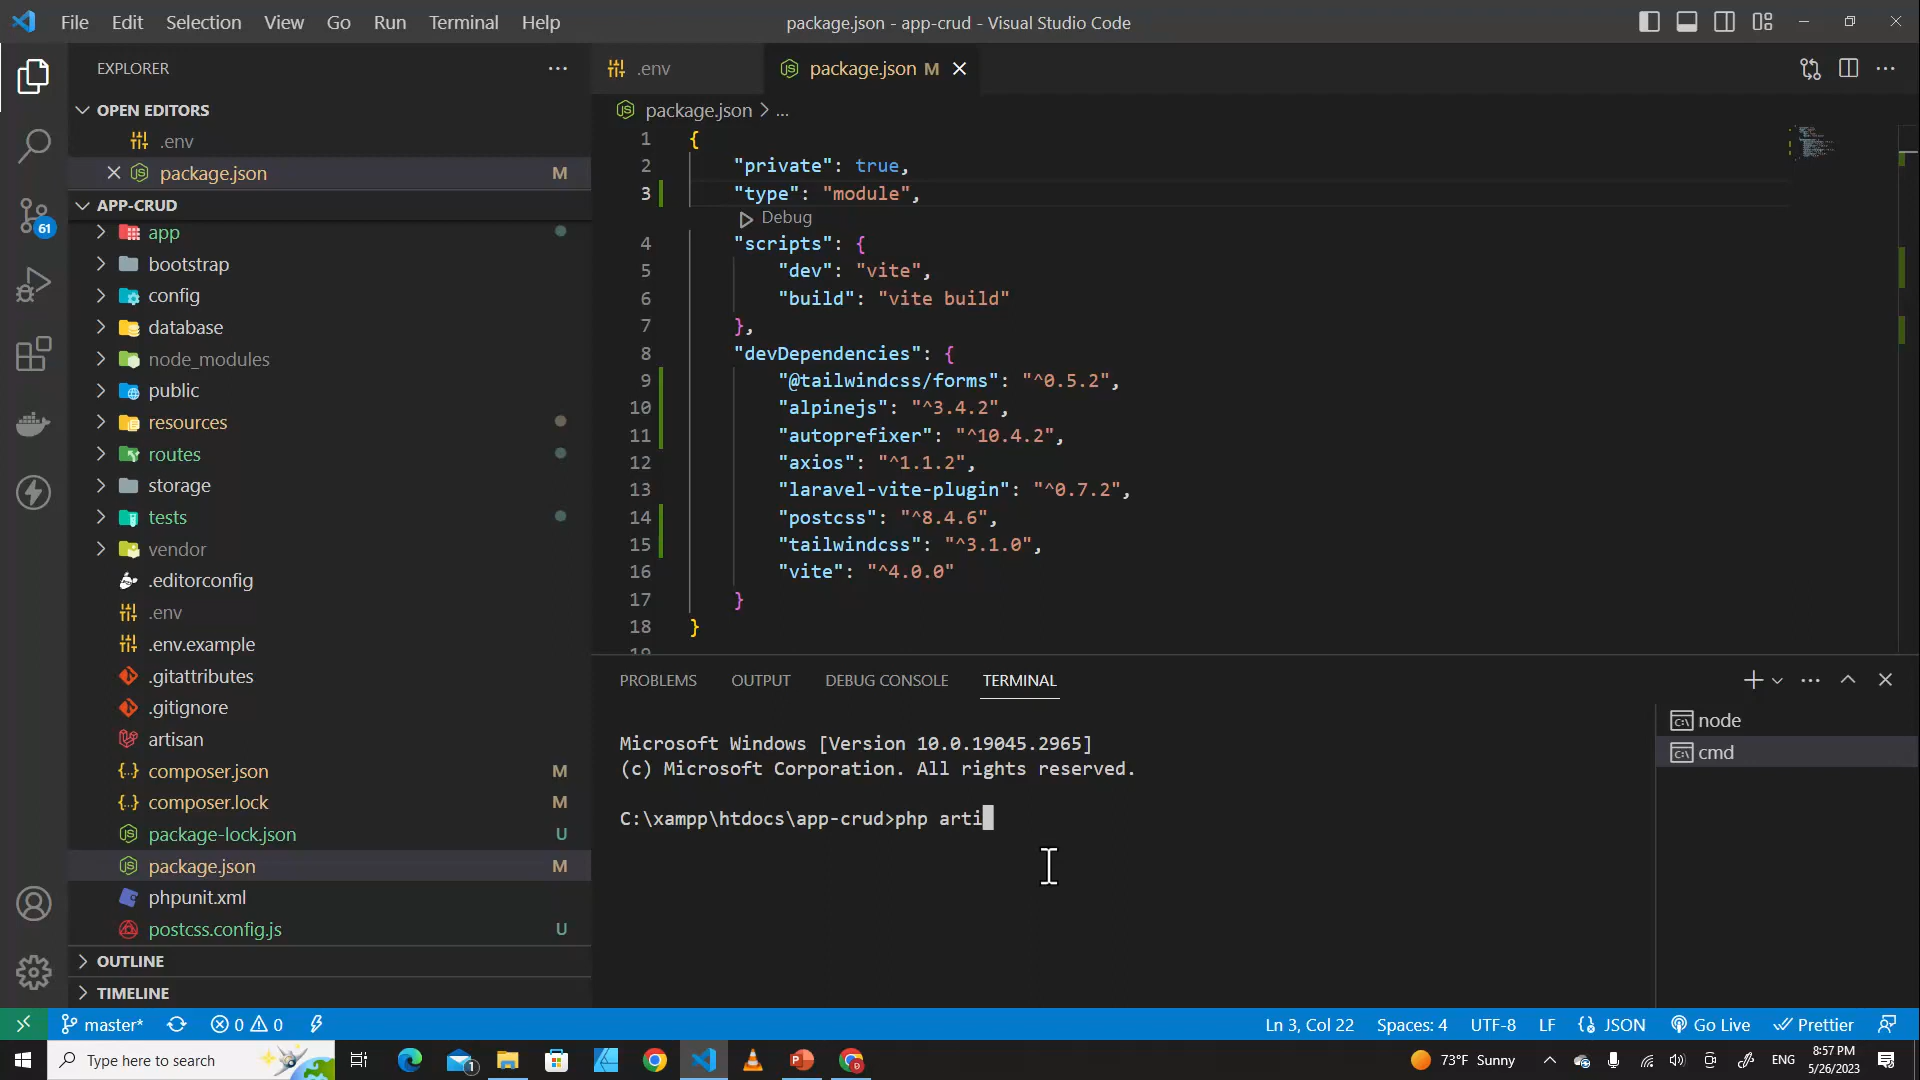 File Edit Selection View Go Run Terminal Help
package.json - app-crud - Visual Studio Code
EXPLORER
OPEN EDITORS
.env
package.json M
APP-CRUD
app
bootstrap
config
database
node_modules
public
resources
routes
storage
tests
vendor
.editorconfig
.env
.env.example
.gitattributes
.gitignore
artisan
composer.json M
composer.lock M
package-lock.json U
package.json M
phpunit.xml
postcss.config.js U
OUTLINE
TIMELINE
61
.env
package.json M
package.json > ...
1 {
2 "private": true,
3 "type": "module",
Debug
4 "scripts": {
5 "dev": "vite",
6 "build": "vite build"
7 },
8 "devDependencies": {
9 "@tailwindcss/forms": "^0.5.2",
10 "alpinejs": "^3.4.2",
11 "autoprefixer": "^10.4.2",
12 "axios": "^1.1.2",
13 "laravel-vite-plugin": "^0.7.2",
14 "postcss": "^8.4.6",
15 "tailwindcss": "^3.1.0",
16 "vite": "^4.0.0"
17 }
18 }
19
PROBLEMS OUTPUT DEBUG CONSOLE TERMINAL
Microsoft Windows [Version 10.0.19045.2965]
(c) Microsoft Corporation. All rights reserved.
C:\xampp\htdocs\app-crud>php arti
node
cmd
master* 0 0
Ln 3, Col 22 Spaces: 4 UTF-8 LF {} JSON Go Live Prettier
Type here to search
1
73°F Sunny
ENG
8:57 PM
5/26/2023